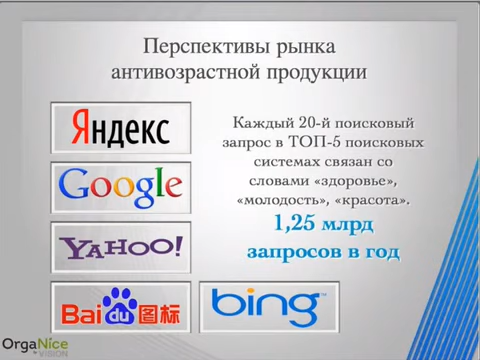 Перспективы рынка
антивозрастной продукции
Яндекс
Каждый 20-й поисковый
запрос в ТОП-5 поисковых
системах связан со
словами «здоровье»,
«молодость», «красота».
1,25 млрд
запросов в год
Google
YAHOO!
Bai du 图标
bing
OrgaNice
VISION